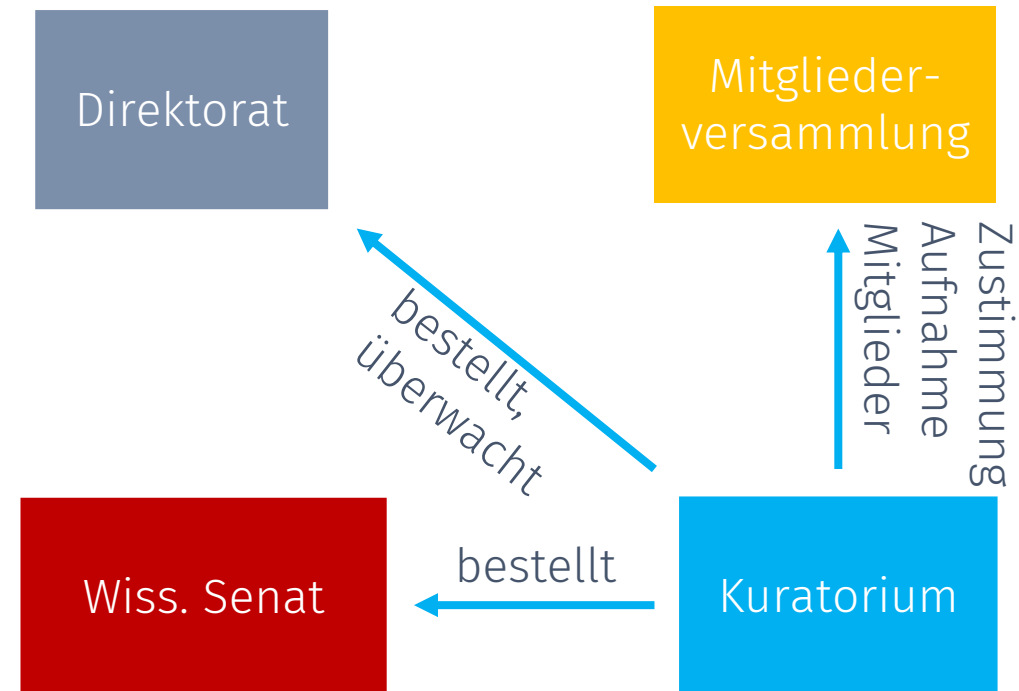 Direktorat
Mitglieder-
versammlung
Zustimmung
Aufnahme
Mitglieder
bestellt,
überwacht
Wiss. Senat
bestellt
Kuratorium